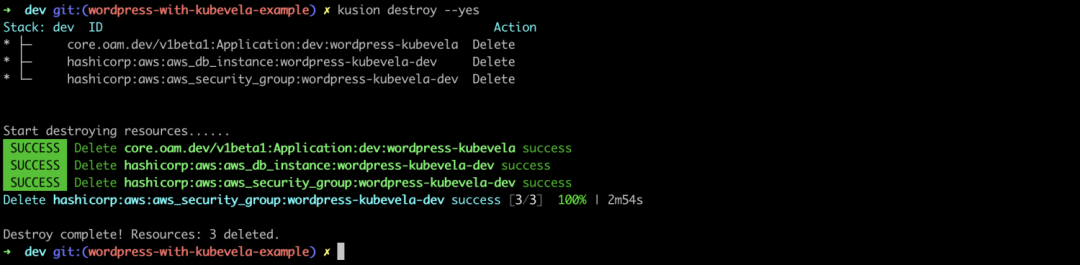 ➜ dev git:(wordpress-with-kubevela-example) ✗ kusion destroy --yes
Stack: dev ID Action
* ├─ core.oam.dev/v1beta1:Application:dev:wordpress-kubevela Delete
* ├─ hashicorp:aws:aws_db_instance:wordpress-kubevela-dev Delete
* └─ hashicorp:aws:aws_security_group:wordpress-kubevela-dev Delete
Start destroying resources......
SUCCESS Delete core.oam.dev/v1beta1:Application:dev:wordpress-kubevela success
SUCCESS Delete hashicorp:aws:aws_db_instance:wordpress-kubevela-dev success
SUCCESS Delete hashicorp:aws:aws_security_group:wordpress-kubevela-dev success
Delete hashicorp:aws:aws_security_group:wordpress-kubevela-dev success [3/3] 100% | 2m54s
Destroy complete! Resources: 3 deleted.
➜ dev git:(wordpress-with-kubevela-example) ✗